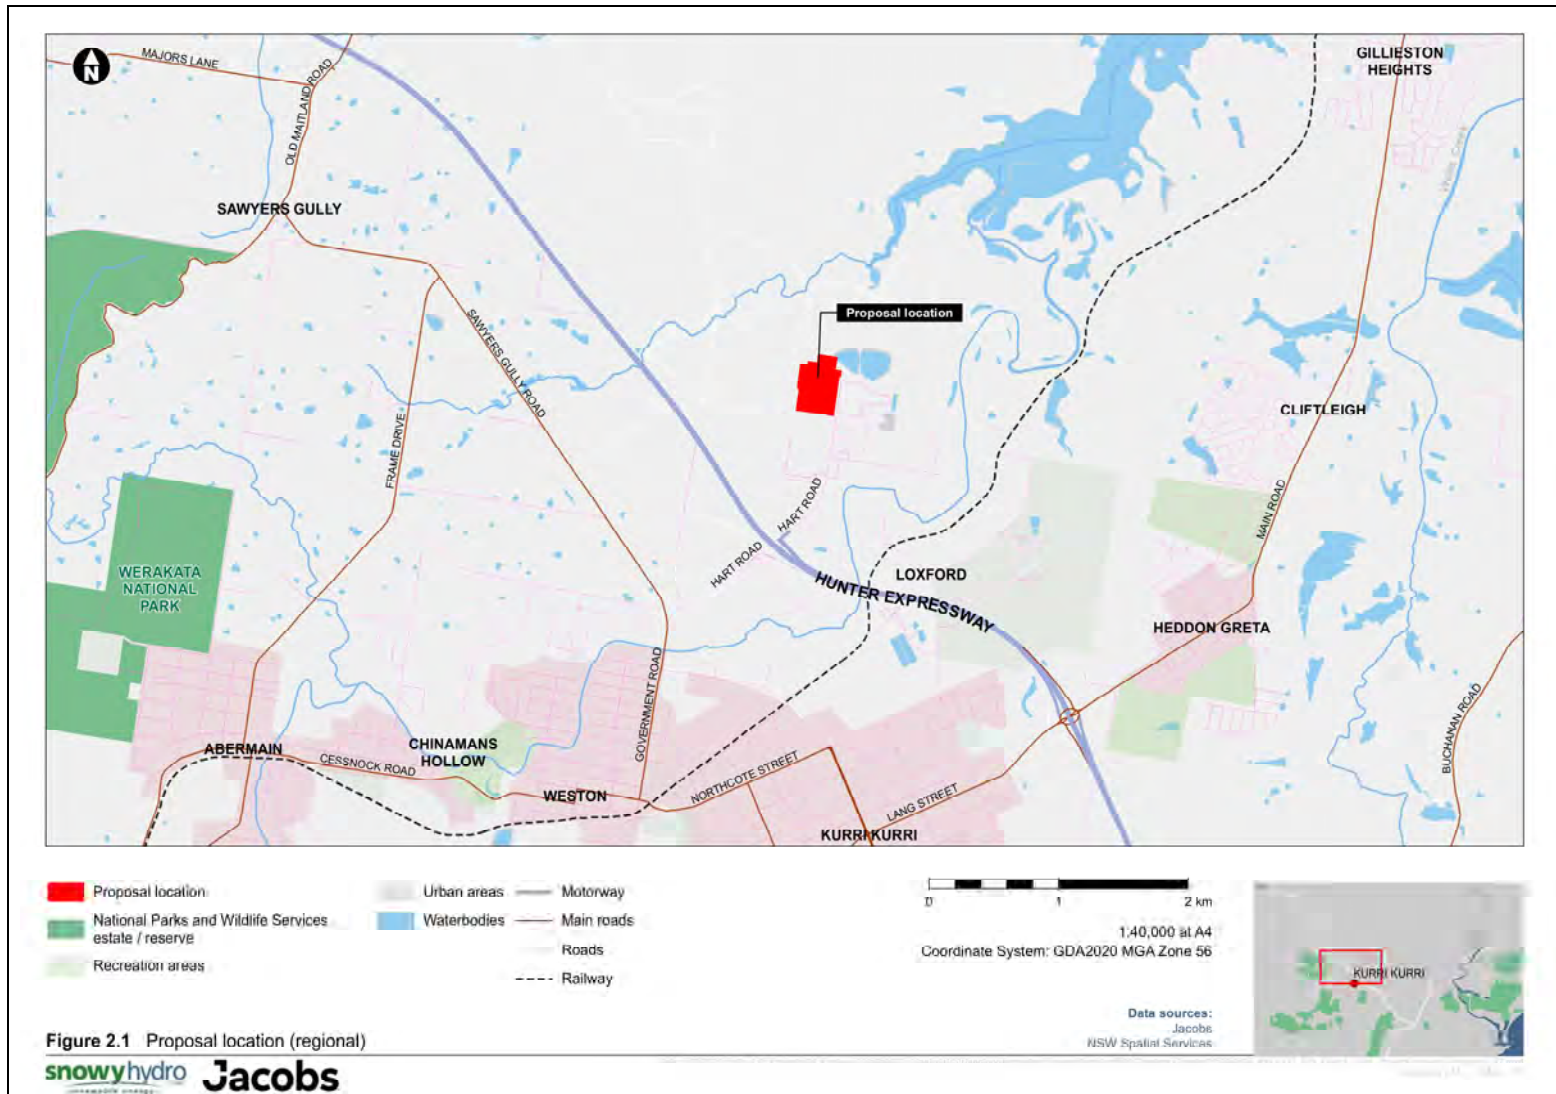 N
MAJORS LANE
OLD MAITLAND ROAD
SAWYERS GULLY
GILLIESTON
HEIGHTS
Proposal location
SAWYERS GULLY ROAD
FRAME DRIVE
CLIFTLEIGH
MAIN ROAD
HART ROAD
HART ROAD
LOXFORD
HUNTER EXPRESSWAY
WERAKATA
NATIONAL
PARK
HEDDON GRETA
GOVERNMENT ROAD
BUCHANAN ROAD
ABERMAIN
CESSNOCK ROAD
CHINAMANS
HOLLOW
WESTON
NORTHCOTE STREET
LANG STREET
KURRI KURRI
Proposal location
National Parks and Wildlife Services
estate / reserve
Recreation areas
Urban areas
Waterbodies
Motorway
Main roads
Roads
Railway
0 1 2 km
1:40,000 at A4
Coordinate System: GDA2020 MGA Zone 56
KURRI KURRI
Data sources:
Jacobs
NSW Spatial Services
Figure 2.1 Proposal location (regional)
snowyhydro
Jacobs